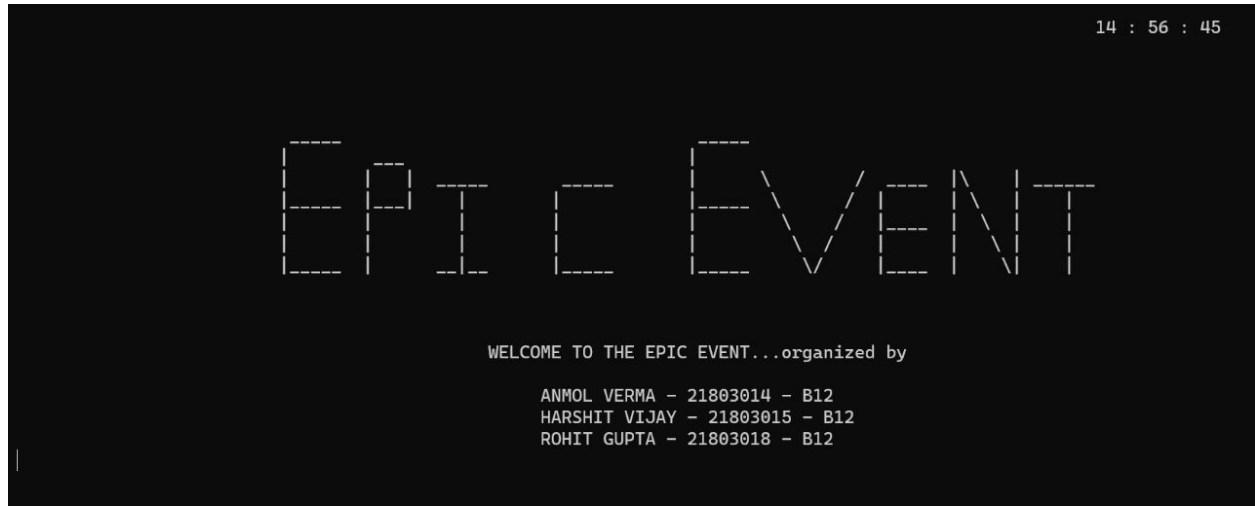 14 : 56 : 45
EPIC EVENT
WELCOME TO THE EPIC EVENT...organized by
ANMOL VERMA - 21803014 - B12
HARSHIT VIJAY - 21803015 - B12
ROHIT GUPTA - 21803018 - B12